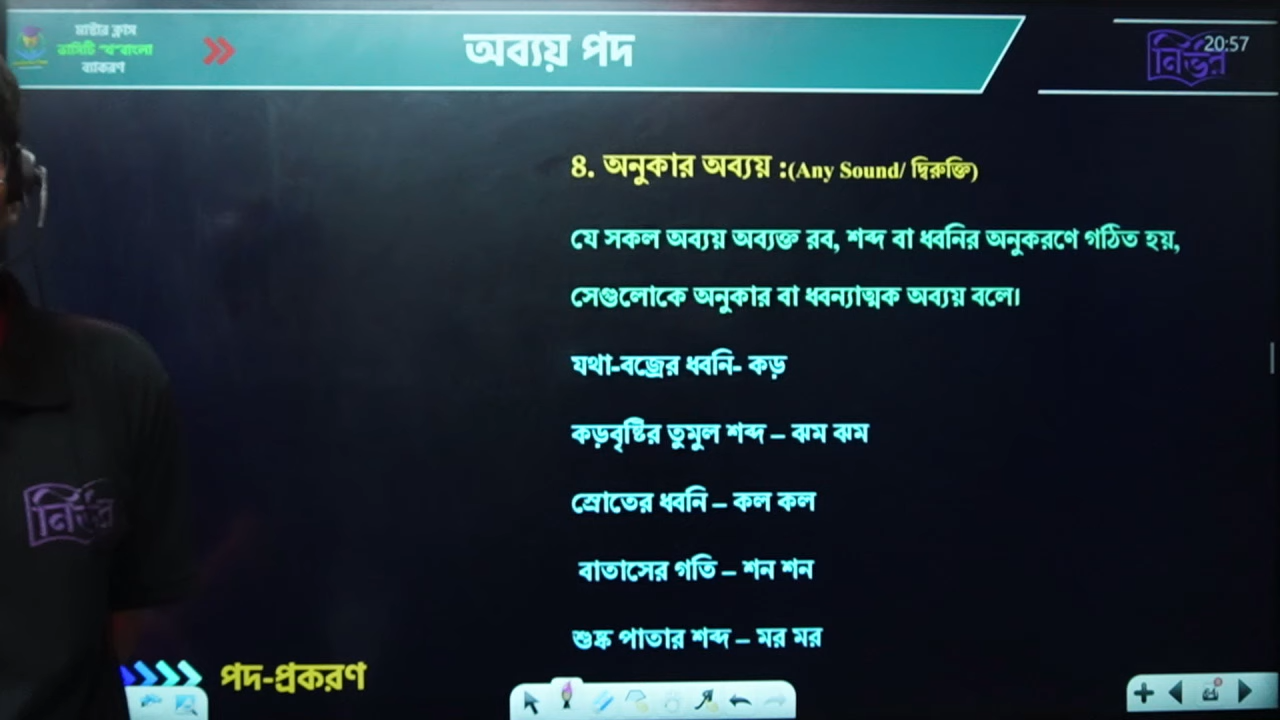 মাস্টার ক্লাস
ভার্সিটি "খ" বাংলা
ব্যাকরণ
অব্যয় পদ
20:57
নির্ভর
8. অনুকার অব্যয় :(Any Sound/ দ্বিরুক্তি)
যে সকল অব্যয় অব্যক্ত রব, শব্দ বা ধ্বনির অনুকরণে গঠিত হয়,
সেগুলোকে অনুকার বা ধ্বন্যাত্মক অব্যয় বলে।
যথা-বজ্রের ধ্বনি- কড়
কড়বৃষ্টির তুমুল শব্দ – ঝম ঝম
স্রোতের ধ্বনি – কল কল
বাতাসের গতি – শন শন
শুষ্ক পাতার শব্দ – মর মর
নির্ভর
পদ-প্রকরণ